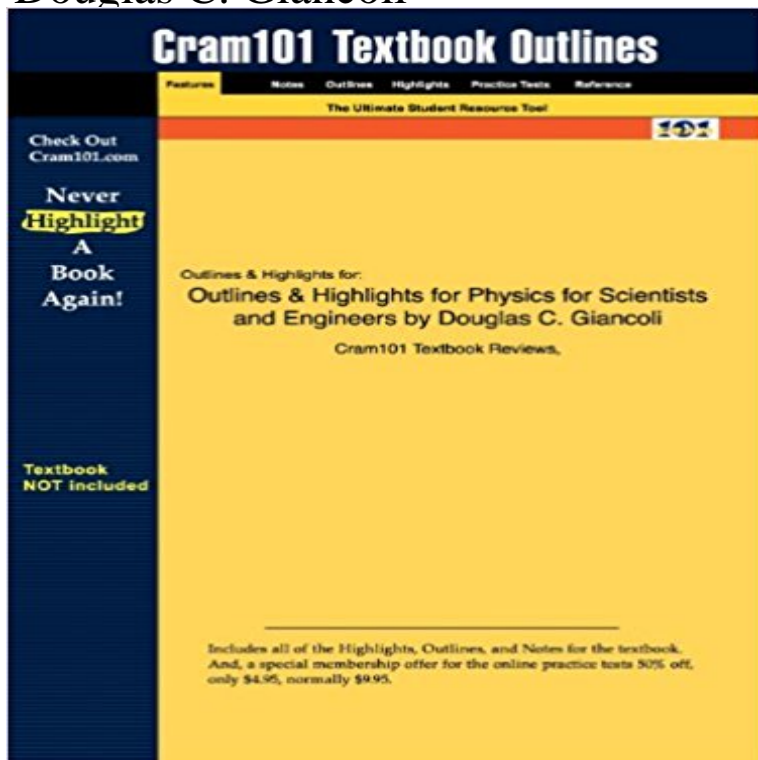 Douglas C. Giancoli
Cram101 Textbook Outlines
Features Notes Outlines Highlights Practice Tests Reference
The Ultimate Student Resource Tool
101
Check Out
Cram101.com
Never
Highlight
A
Book
Again!
Outlines & Highlights for:
Outlines & Highlights for Physics for Scientists
and Engineers by Douglas C. Giancoli
Cram101 Textbook Reviews,
Textbook
NOT included
Includes all of the Highlights, Outlines, and Notes for the textbook.
And, a special membership offer for the online practice tests 50% off,
only $4.95, normally $9.95.